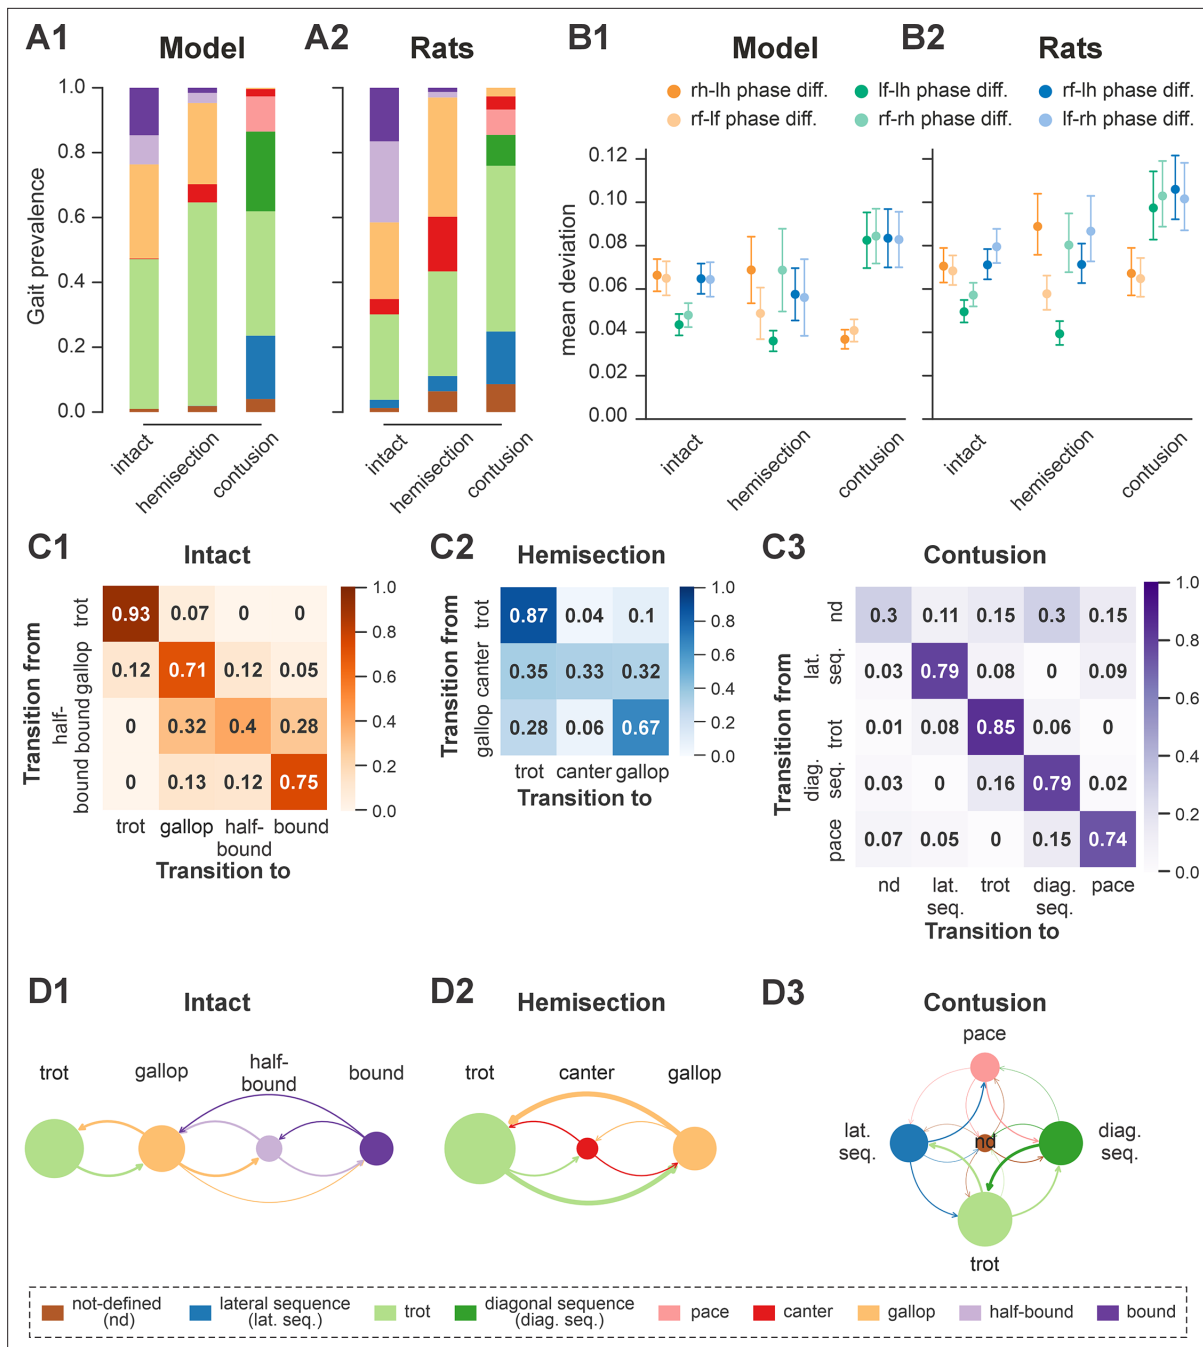 A1
Model
A2
Rats
B1
Model
B2
Rats
rh-lh phase diff.
lf-lh phase diff.
rf-lh phase diff.
rf-lf phase diff.
rf-rh phase diff.
lf-rh phase diff.
Gait prevalence
1.0
0.8
0.6
0.4
0.2
0.0
intact
hemisection
contusion
intact
hemisection
contusion
mean deviation
0.12
0.10
0.08
0.06
0.04
0.02
0.00
intact
hemisection
contusion
intact
hemisection
contusion
C1
Intact
Transition from
trot
gallop
half-
bound
bound
0.93 0.07 0 0
0.12 0.71 0.12 0.05
0 0.32 0.4 0.28
0 0.13 0.12 0.75
trot gallop half-
bound
bound
Transition to
1.0
0.8
0.6
0.4
0.2
0.0
C2
Hemisection
Transition from
trot
canter
gallop
0.87 0.04 0.1
0.35 0.33 0.32
0.28 0.06 0.67
trot canter gallop
Transition to
1.0
0.8
0.6
0.4
0.2
0.0
C3
Contusion
Transition from
nd
lat.
seq.
trot
diag.
seq.
pace
0.3 0.11 0.15 0.3 0.15
0.03 0.79 0.08 0 0.09
0.01 0.08 0.85 0.06 0
0.03 0 0.16 0.79 0.02
0.07 0.05 0 0.15 0.74
nd lat.
seq.
trot diag.
seq.
pace
Transition to
1.0
0.8
0.6
0.4
0.2
0.0
D1
Intact
trot
gallop
half-
bound
bound
D2
Hemisection
trot
canter
gallop
D3
Contusion
pace
lat.
seq.
nd
diag.
seq.
trot
not-defined
(nd)
lateral sequence
(lat. seq.)
trot
diagonal sequence
(diag. seq.)
pace
canter
gallop
half-bound
bound